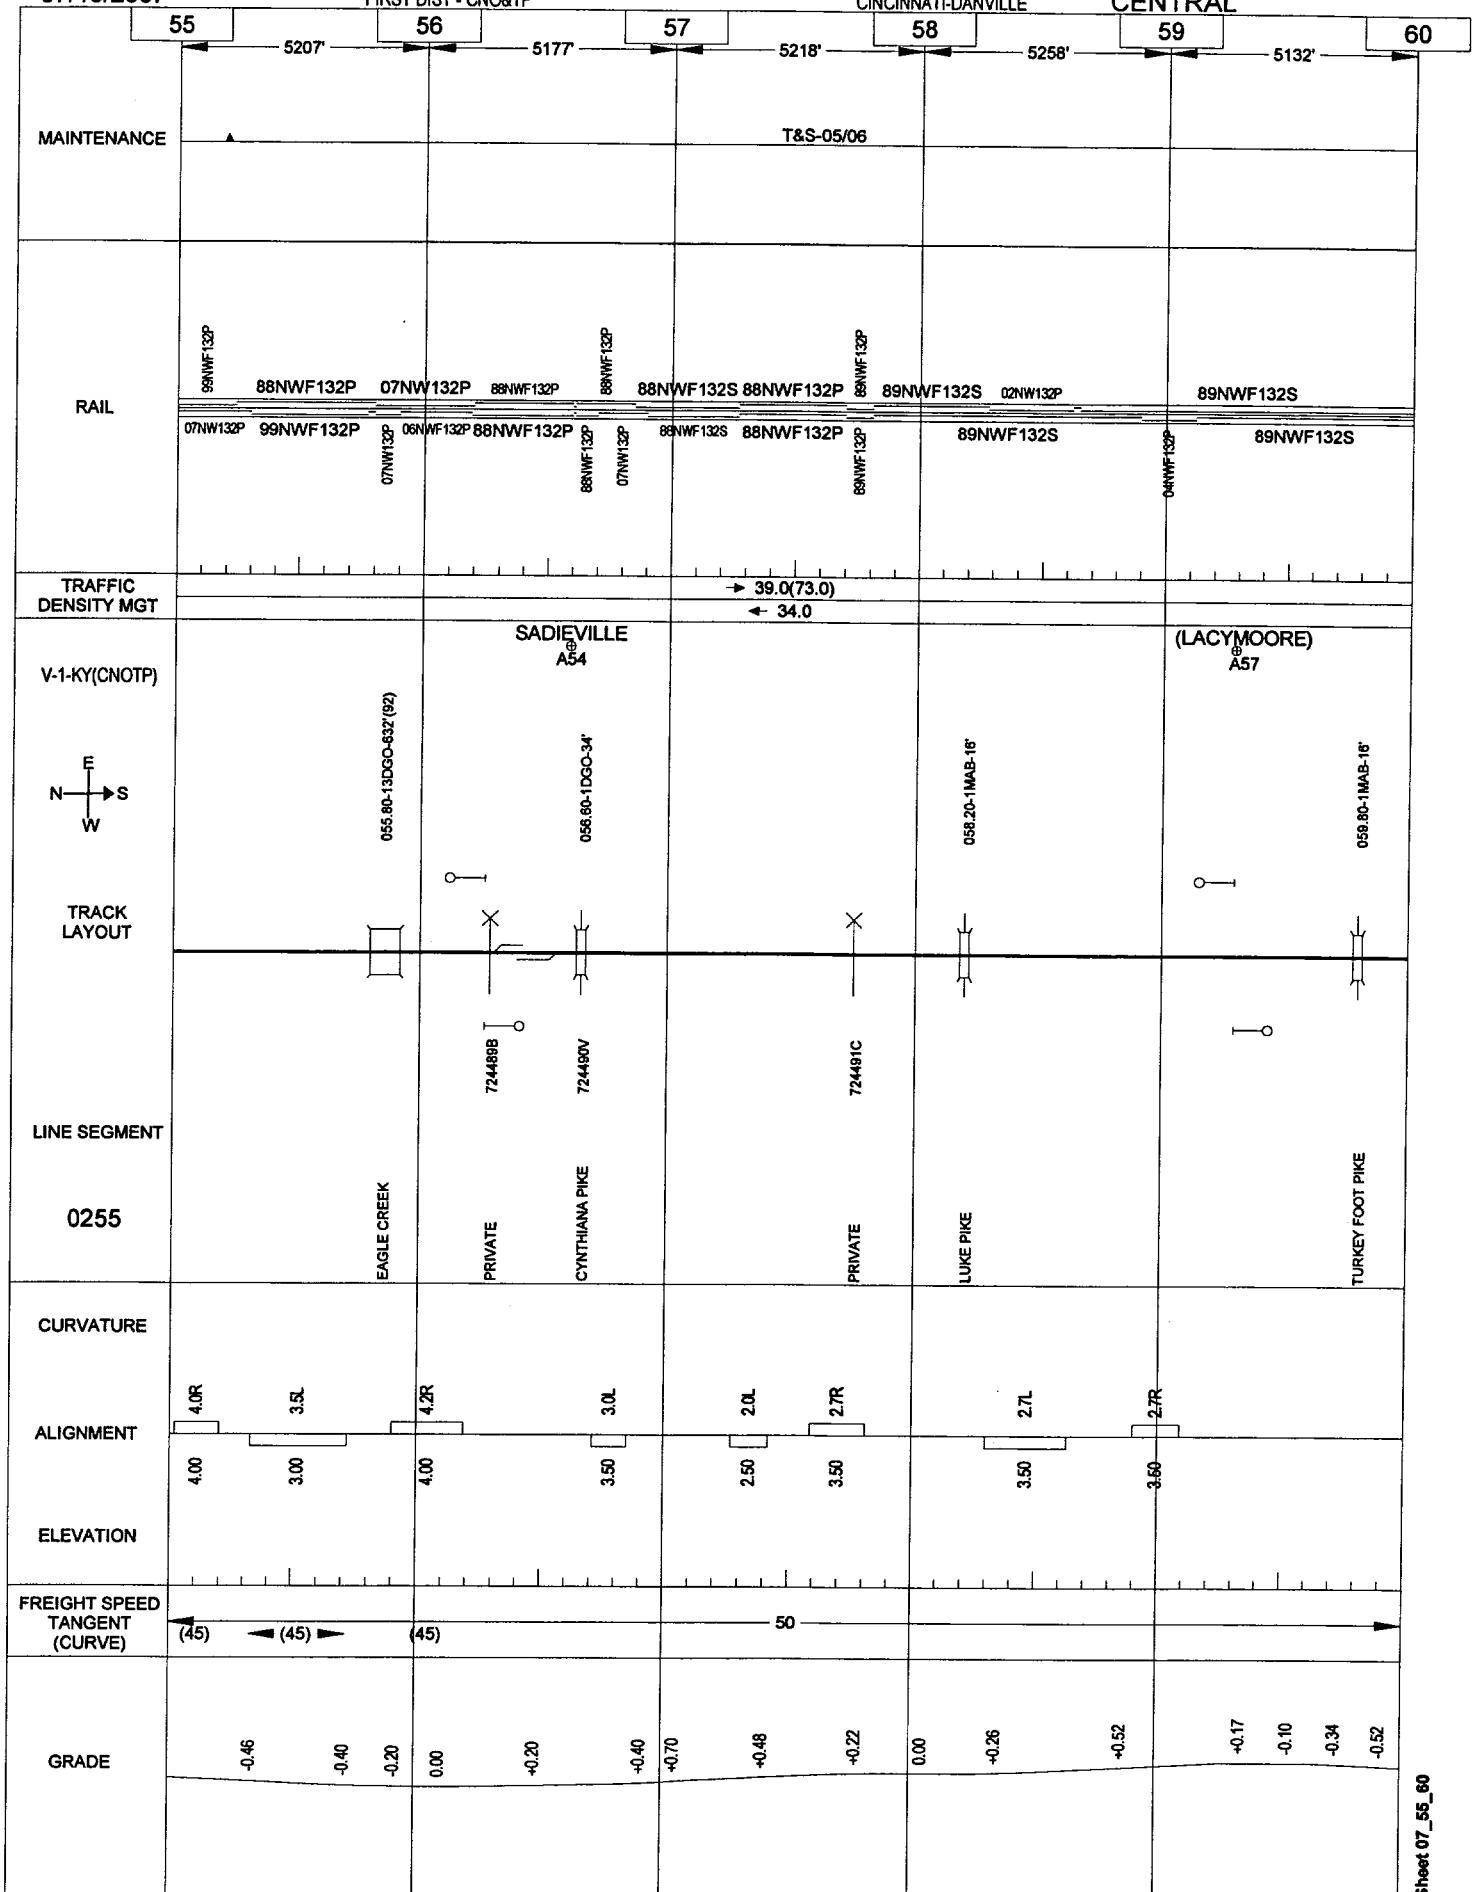 FIRST DIST - CNO&TP CINCINNATI-DANVILLE CENTRAL
55 56 57 58 59 60
5207' 5177' 5218' 5258' 5132'
MAINTENANCE
T&S-05/06
RAIL
99NWF132P
88NWF132P
07NW132P
88NWF132P
88NWF132P
88NWF132S
88NWF132P
89NWF132P
89NWF132S
02NW132P
89NWF132S
07NW132P
99NWF132P
07NW132P
06NWF132P
88NWF132P
88NWF132P
07NW132P
88NWF132S
88NWF132P
89NWF132P
89NWF132S
04NWF132P
89NWF132S
TRAFFIC
DENSITY MGT
39.0(73.0)
34.0
V-1-KY(CNOTP)
SADIEVILLE
A54
(LACYMOORE)
A57
E
N S
W
055.80-13DGO-632'(92)
056.60-1DGO-34'
058.20-1MAB-16'
059.80-1MAB-16'
TRACK
LAYOUT
724489B
724490V
724491C
LINE SEGMENT
0255
EAGLE CREEK
PRIVATE
CYNTHIANA PIKE
PRIVATE
LUKE PIKE
TURKEY FOOT PIKE
CURVATURE
4.0R 3.5L 4.2R 3.0L 2.0L 2.7R 2.7L 2.7R
ALIGNMENT
4.00 3.00 4.00 3.50 2.50 3.50 3.50 3.50
ELEVATION
FREIGHT SPEED
TANGENT
(CURVE)
50
(45) (45) (45)
GRADE
-0.46 -0.40 -0.20 0.00 +0.20 +0.40 +0.70 +0.48 +0.22 0.00 +0.26 +0.52 +0.17 -0.10 -0.34 -0.52
Sheet 07_55_60